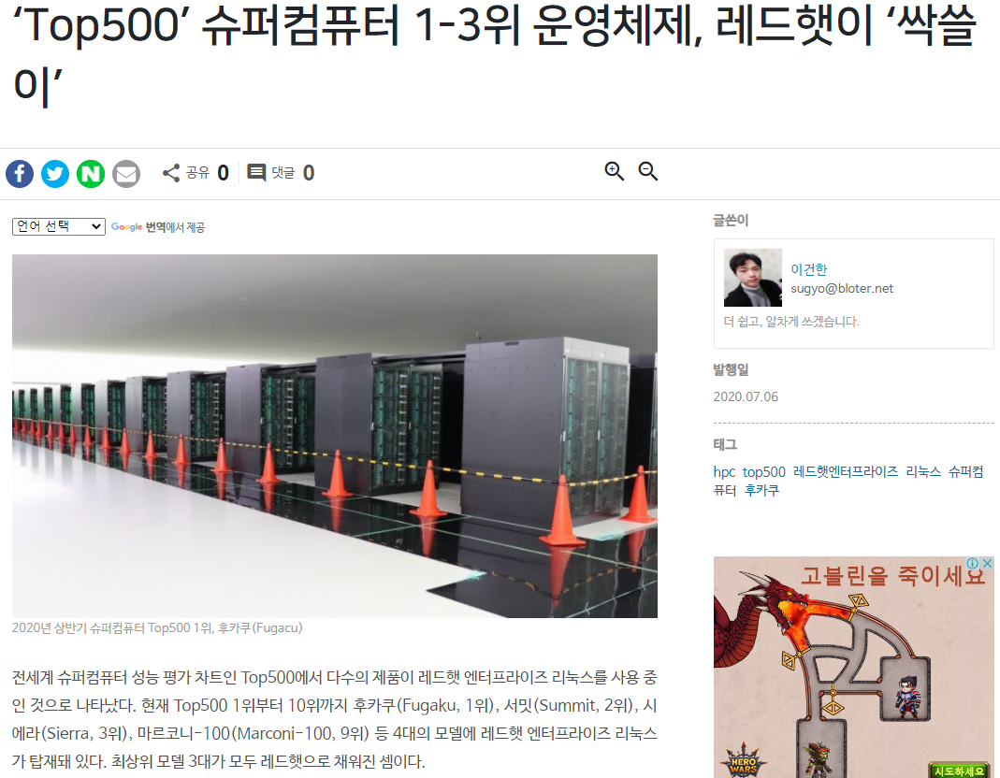 ‘Top500’ 슈퍼컴퓨터 1-3위 운영체제, 레드햇이 ‘싹쓸
이’
공유 0 댓글 0
언어 선택 Google 번역에서 제공
2020년 상반기 슈퍼컴퓨터 Top500 1위, 후카쿠(Fugacu)
전세계 슈퍼컴퓨터 성능 평가 차트인 Top500에서 다수의 제품이 레드햇 엔터프라이즈 리눅스를 사용 중
인 것으로 나타났다. 현재 Top500 1위부터 10위까지 후카쿠(Fugaku, 1위), 서밋(Summit, 2위), 시
에라(Sierra, 3위), 마르코니-100(Marconi-100, 9위) 등 4대의 모델에 레드햇 엔터프라이즈 리눅스
가 탑재돼 있다. 최상위 모델 3대가 모두 레드햇으로 채워진 셈이다.
글쓴이
이건한
sugyo@bloter.net
더 쉽고, 알차게 쓰겠습니다.
발행일
2020.07.06
태그
hpc top500 레드햇엔터프라이즈 리눅스 슈퍼컴
퓨터 후카쿠
고블린을 죽이세요
HERO
WARS
시도하세요